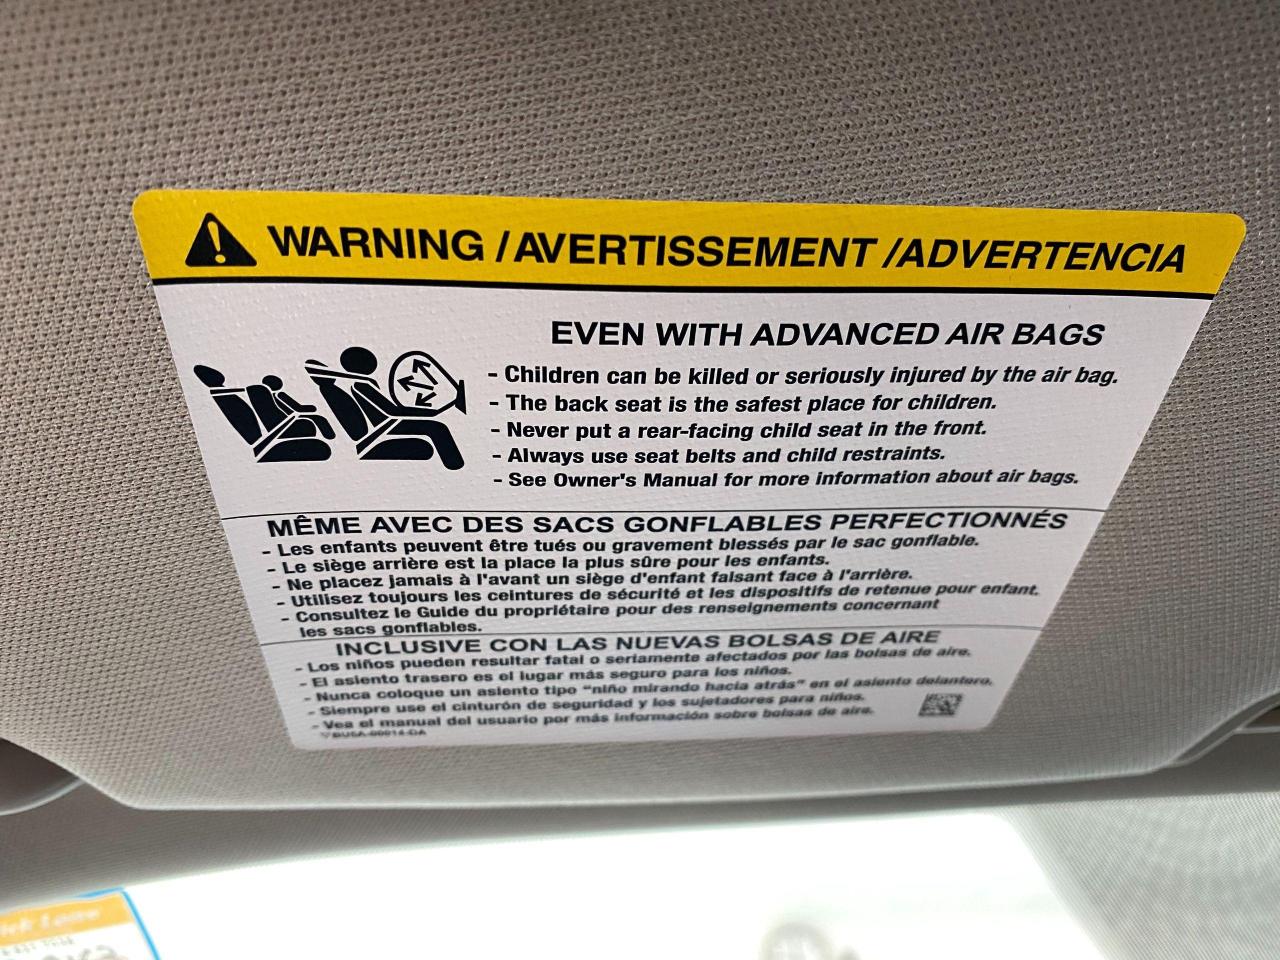 WARNING / AVERTISSEMENT / ADVERTENCIA
EVEN WITH ADVANCED AIR BAGS
- Children can be killed or seriously injured by the air bag.
- The back seat is the safest place for children.
- Never put a rear-facing child seat in the front.
- Always use seat belts and child restraints.
- See Owner's Manual for more information about air bags.
MÊME AVEC DES SACS GONFLABLES PERFECTIONNÉS
- Les enfants peuvent être tués ou gravement blessés par le sac gonflable.
- Le siège arrière est la place la plus sûre pour les enfants.
- Ne placez jamais à l'avant un siège d'enfant faisant face à l'arrière.
- Utilisez toujours les ceintures de sécurité et les dispositifs de retenue pour enfant.
- Consultez le Guide du propriétaire pour des renseignements concernant
les sacs gonflables.
INCLUSIVE CON LAS NUEVAS BOLSAS DE AIRE
- Los niños pueden resultar fatal o seriamente afectados por las bolsas de aire.
- El asiento trasero es el lugar más seguro para los niños.
- Nunca coloque un asiento tipo "niño mirando hacia atrás" en el asiento delantero.
- Siempre use el cinturón de seguridad y los sujetadores para niños.
- Vea el manual del usuario por más información sobre bolsas de aire.